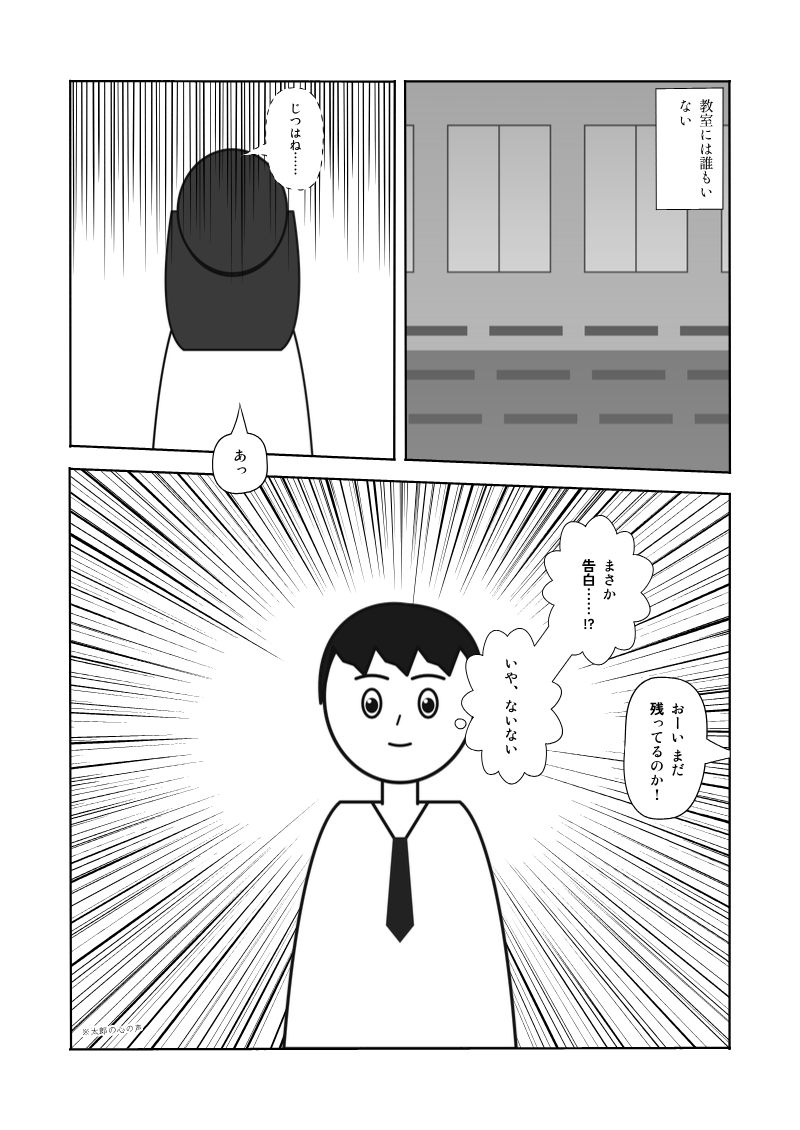 教室には誰もい
ない
じつはね……
あっ
まさか
告白……!?
いや、ないない
おーい まだ
残ってるのか！
※太郎の心の声